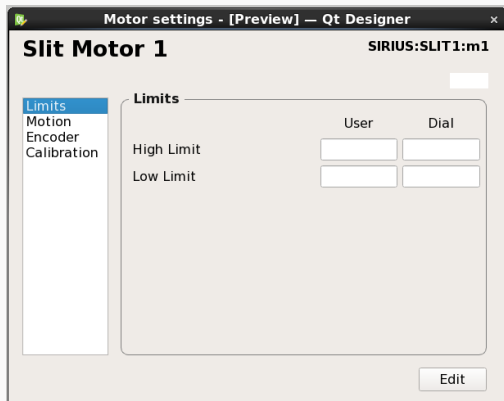 Motor settings - [Preview] — Qt Designer
Slit Motor 1
SIRIUS:SLIT1:m1
Limits
Motion
Encoder
Calibration
Limits
User Dial
High Limit
Low Limit
Edit